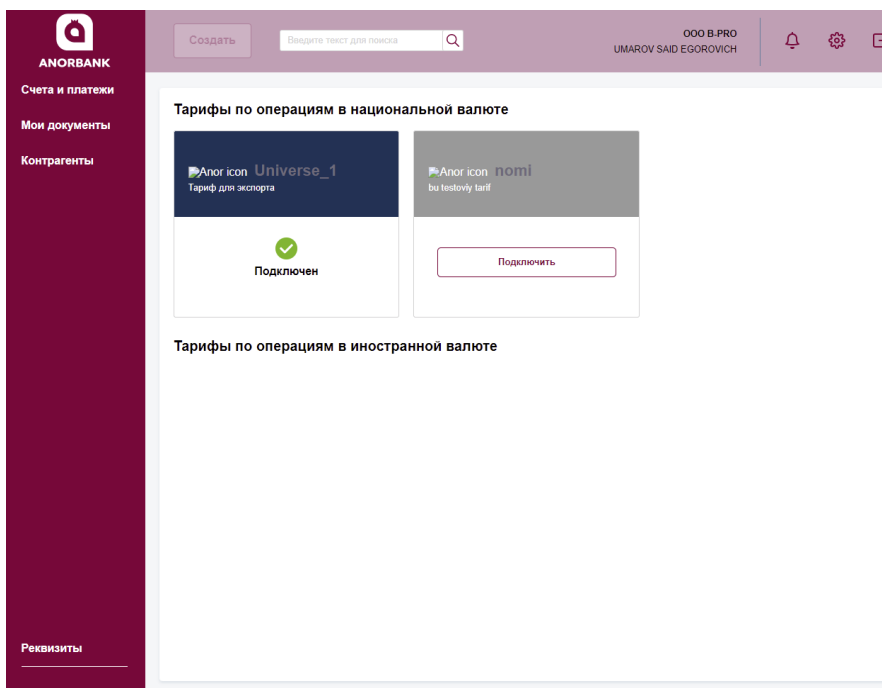 ANORBANK
Счета и платежи
Мои документы
Контрагенты
Реквизиты
Создать
Введите текст для поиска
ООО B-PRO
UMAROV SAID EGOROVICH
Тарифы по операциям в национальной валюте
Anor icon Universe_1
Тариф для экспорта
Подключен
Anor icon nomi
bu testoviy tarif
Подключить
Тарифы по операциям в иностранной валюте